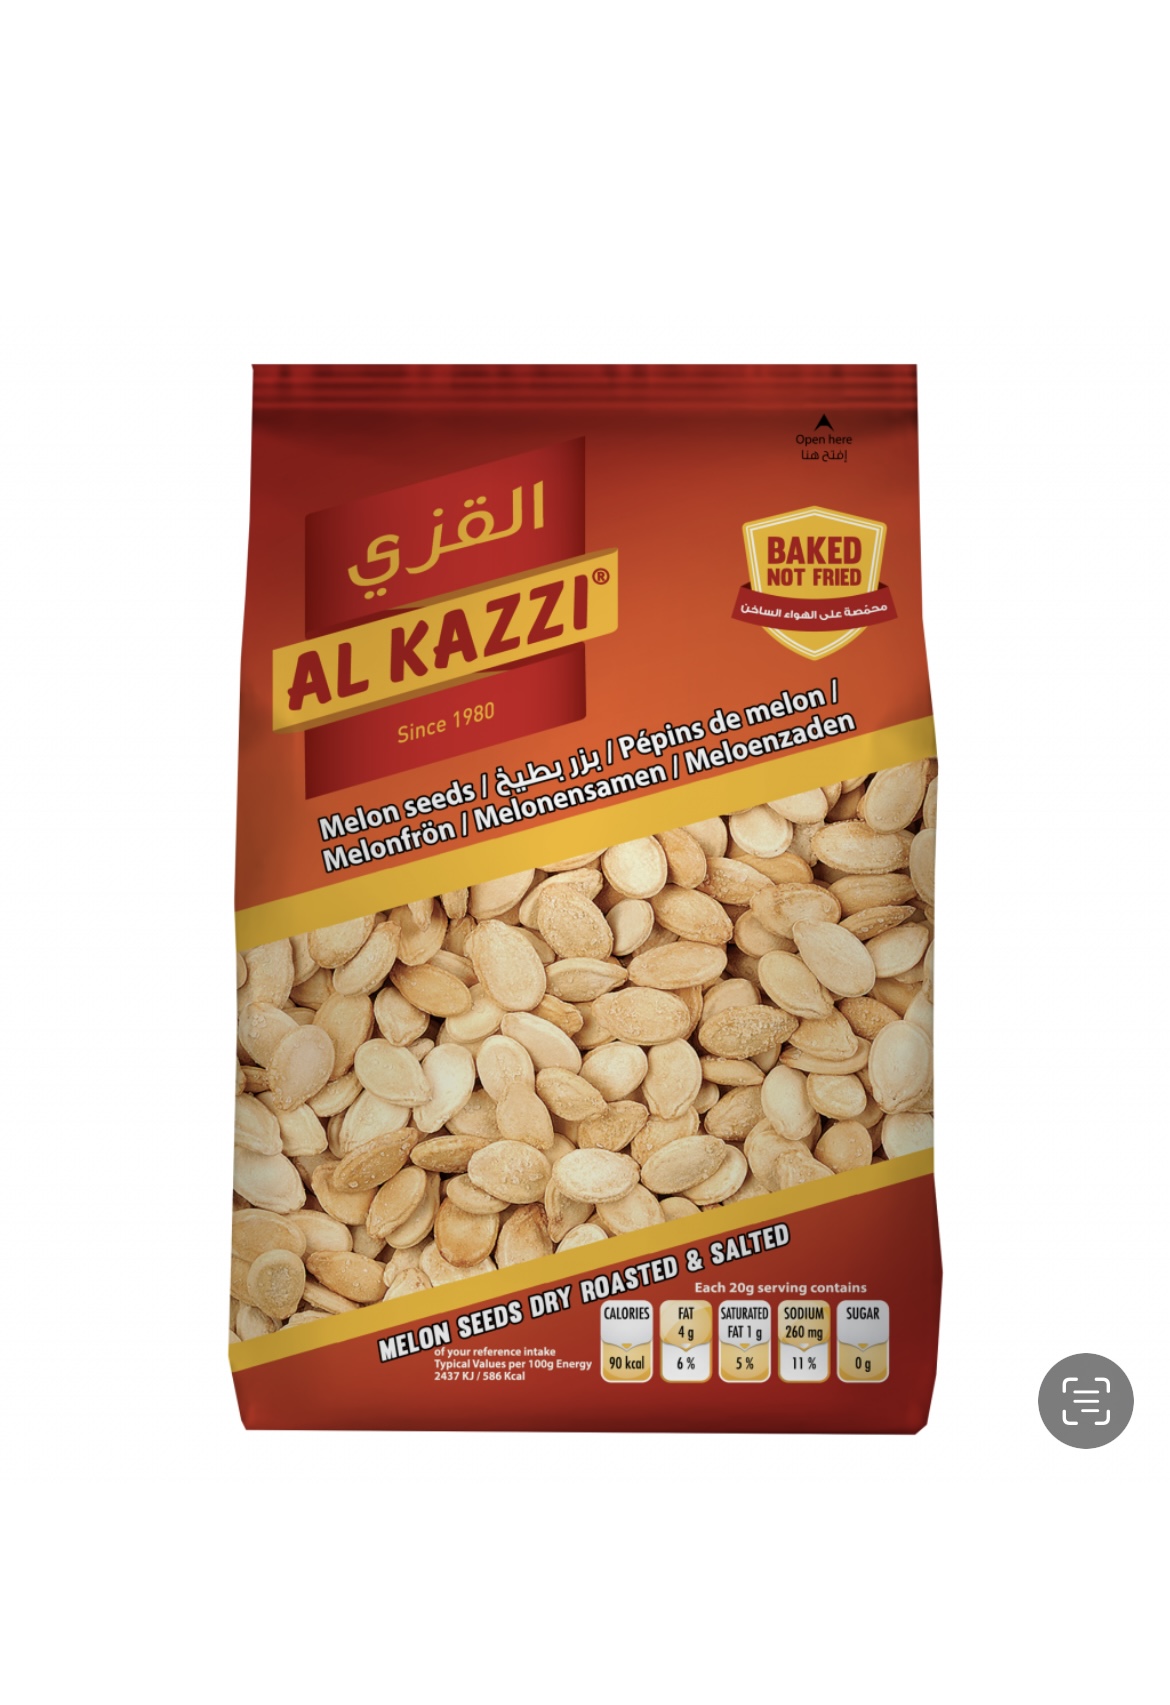 Open here
إفتح هنا
القزي
AL KAZZI®
Since 1980
BAKED
NOT FRIED
محمّصة على الهواء الساخن
Melon seeds / بزر بطيخ / Pépins de melon /
Melonfrön / Melonensamen / Meloenzaden
MELON SEEDS DRY ROASTED & SALTED
Each 20g serving contains
CALORIES
90 kcal
FAT
4 g
6 %
SATURATED
FAT 1 g
5 %
SODIUM
260 mg
11 %
SUGAR
0 g
of your reference intake
Typical Values per 100g Energy
2437 KJ / 586 Kcal